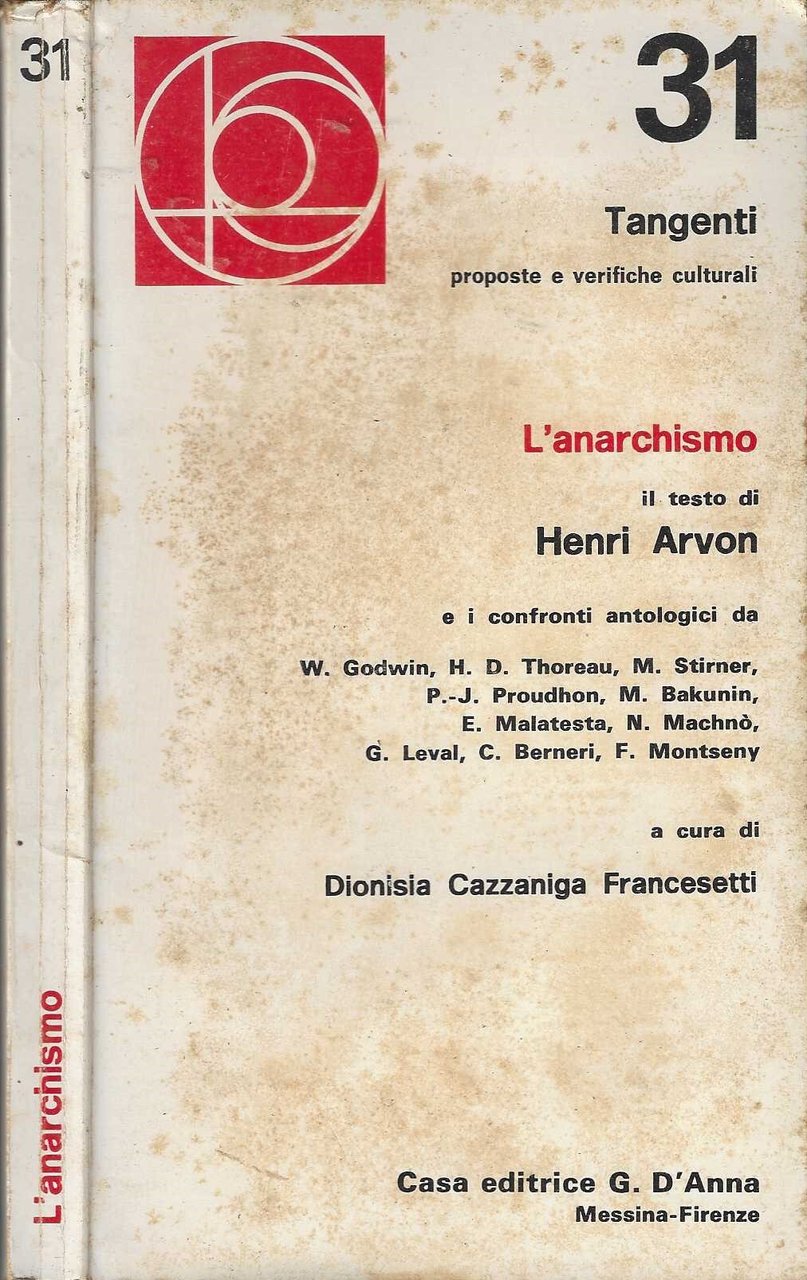 31
L'anarchismo
31
Tangenti
proposte e verifiche culturali
L'anarchismo
il testo di
Henri Arvon
e i confronti antologici da
W. Godwin, H. D. Thoreau, M. Stirner,
P.-J. Proudhon, M. Bakunin,
E. Malatesta, N. Machnò,
G. Leval, C. Berneri, F. Montseny
a cura di
Dionisia Cazzaniga Francesetti
Casa editrice G. D'Anna
Messina-Firenze